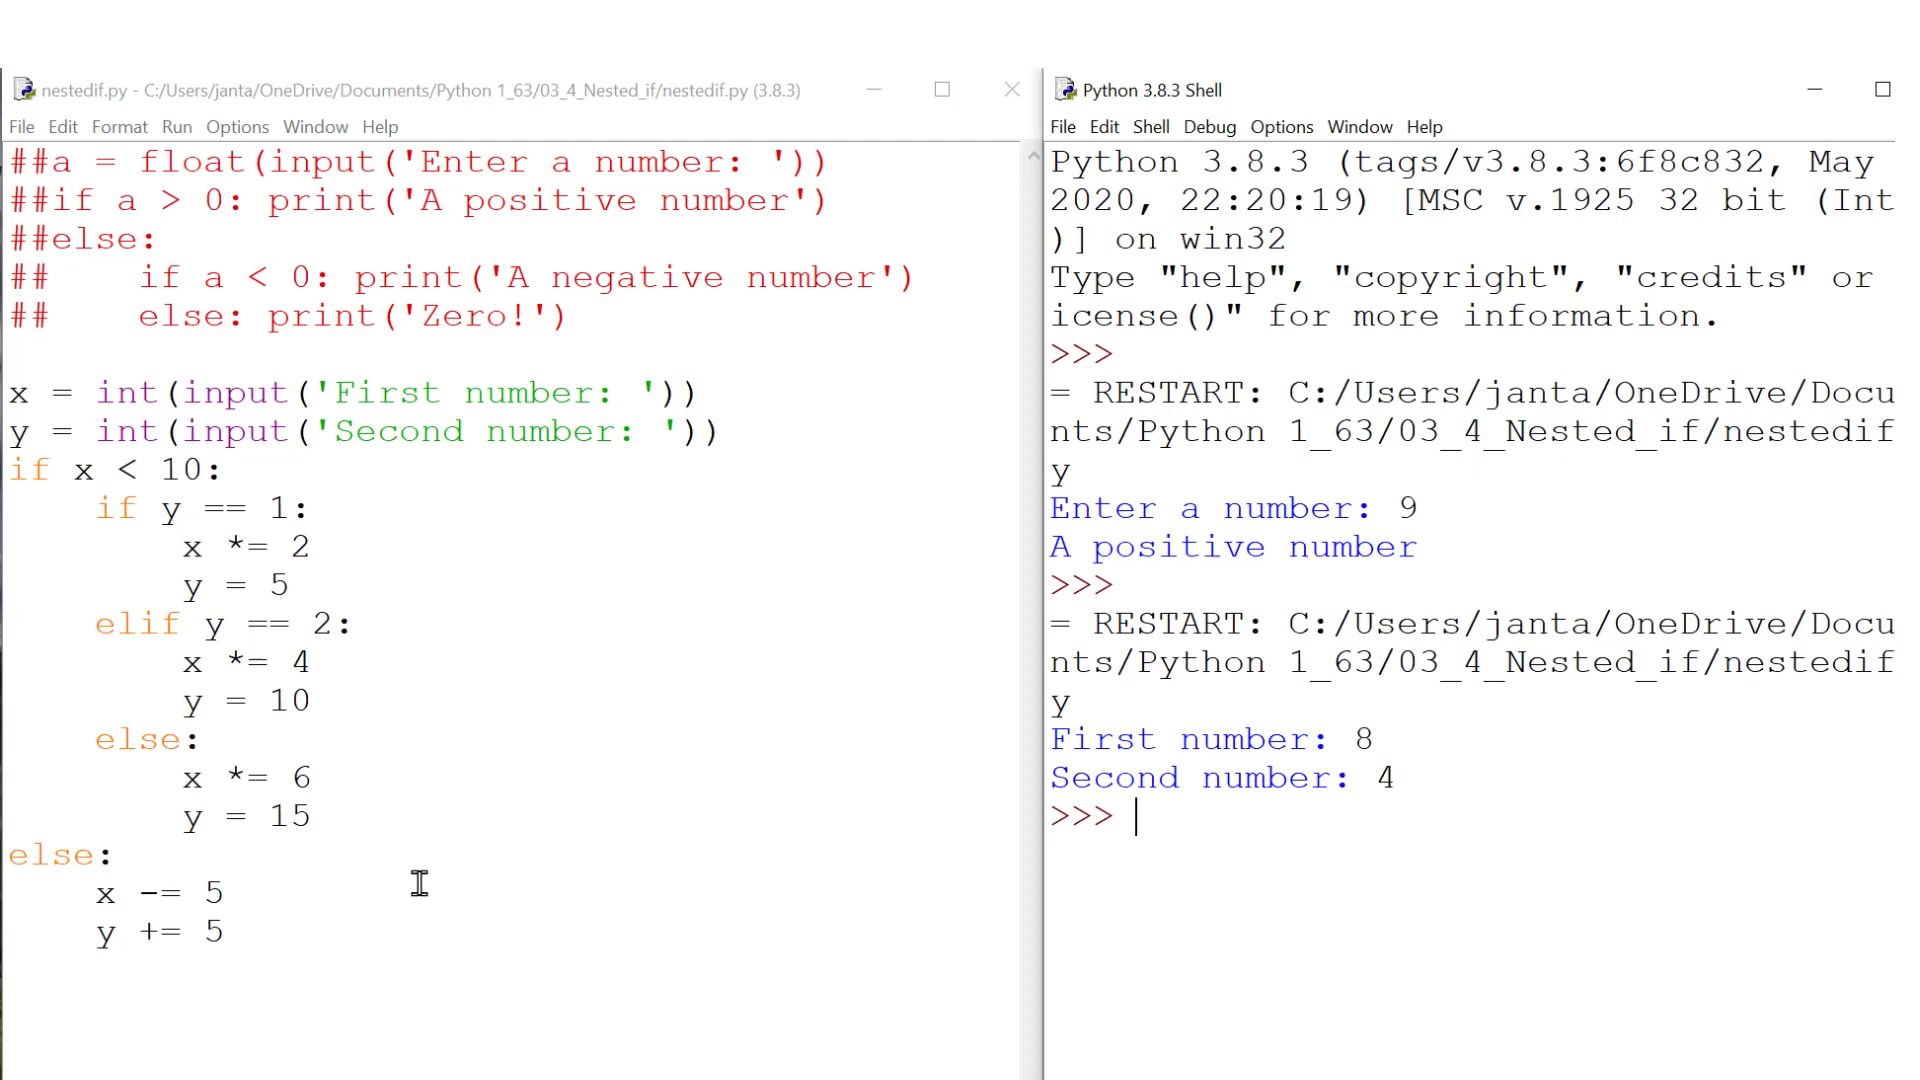 nestedif.py - C:/Users/janta/OneDrive/Documents/Python 1_63/03_4_Nested_if/nestedif.py (3.8.3)
File Edit Format Run Options Window Help
##a = float(input('Enter a number: '))
##if a > 0: print('A positive number')
##else:
##    if a < 0: print('A negative number')
##    else: print('Zero!')
x = int(input('First number: '))
y = int(input('Second number: '))
if x < 10:
    if y == 1:
        x *= 2
        y = 5
    elif y == 2:
        x *= 4
        y = 10
    else:
        x *= 6
        y = 15
else:
    x -= 5
    y += 5
Python 3.8.3 Shell
File Edit Shell Debug Options Window Help
Python 3.8.3 (tags/v3.8.3:6f8c832, May
2020, 22:20:19) [MSC v.1925 32 bit (Int
)] on win32
Type "help", "copyright", "credits" or
icense()" for more information.
>>>
= RESTART: C:/Users/janta/OneDrive/Docu
nts/Python 1_63/03_4_Nested_if/nestedif
y
Enter a number: 9
A positive number
>>>
= RESTART: C:/Users/janta/OneDrive/Docu
nts/Python 1_63/03_4_Nested_if/nestedif
y
First number: 8
Second number: 4
>>>